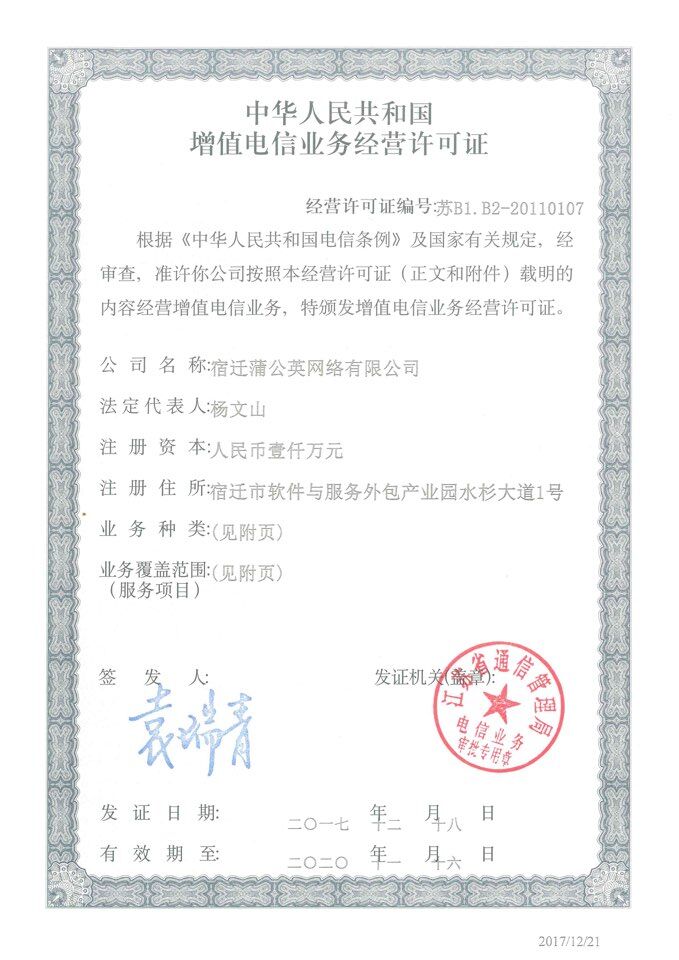 中华人民共和国
增值电信业务经营许可证
经营许可证编号:苏B1.B2-20110107
根据《中华人民共和国电信条例》及国家有关规定，经
审查，准许你公司按照本经营许可证（正文和附件）载明的
内容经营增值电信业务，特颁发增值电信业务经营许可证。
公司名称:宿迁蒲公英网络有限公司
法定代表人:杨文山
注册资本:人民币壹仟万元
注册住所:宿迁市软件与服务外包产业园水杉大道1号
业务种类:(见附页)
业务覆盖范围:(见附页)
（服务项目）
签发人:
袁瑞青
发证机关(盖章):
江苏省通信管理局
电信业务
审批专用章
发证日期: 二〇一七 年 十二 月 十八 日
有效期至: 二〇二〇 年 十一 月 十六 日
2017/12/21